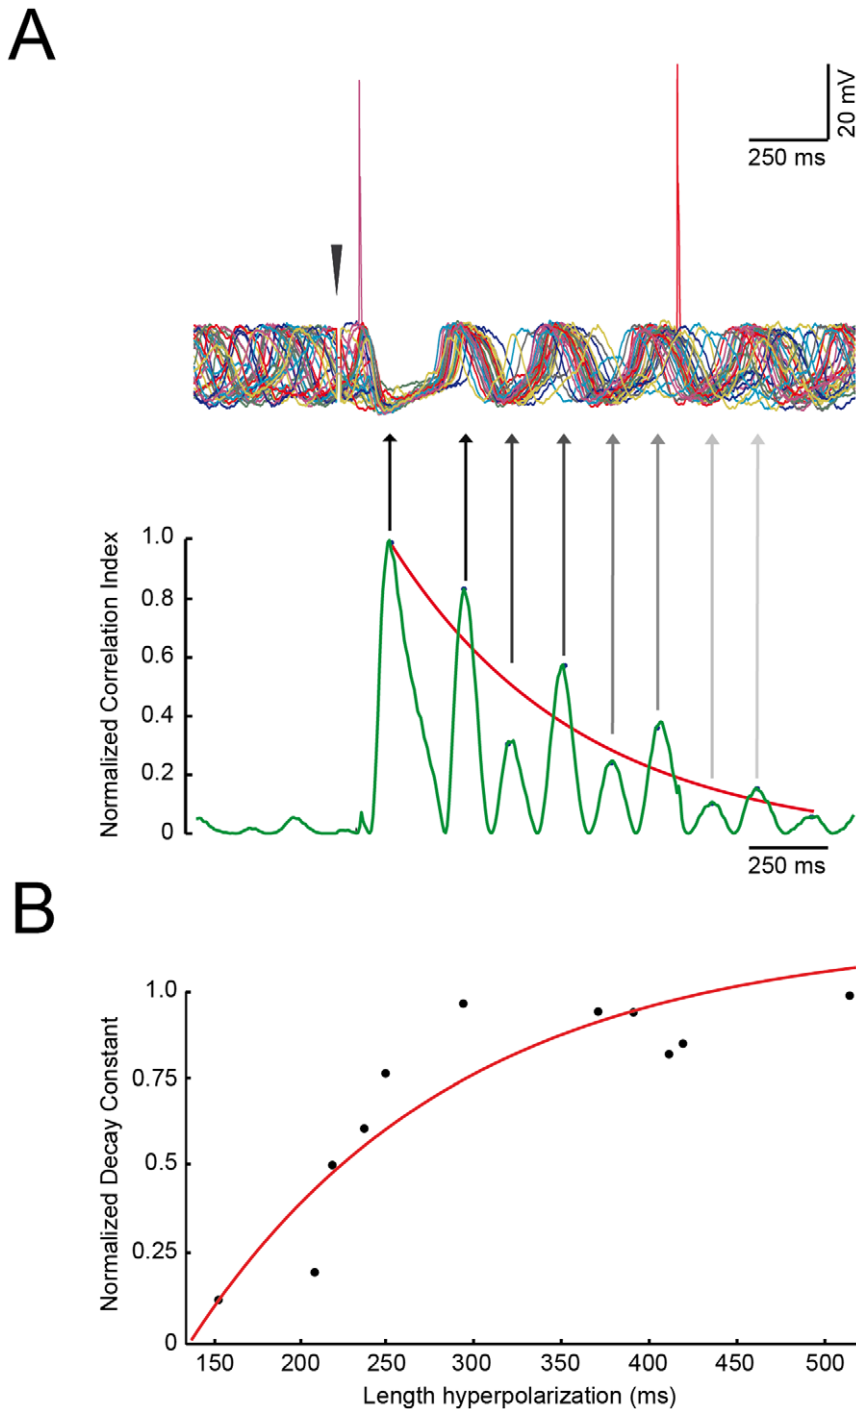 A
20 mV
250 ms
Normalized Correlation Index
1.0
0.8
0.6
0.4
0.2
0
250 ms
B
Normalized Decay Constant
1.0
0.75
0.5
0.25
0
150 200 250 300 350 400 450 500
Length hyperpolarization (ms)